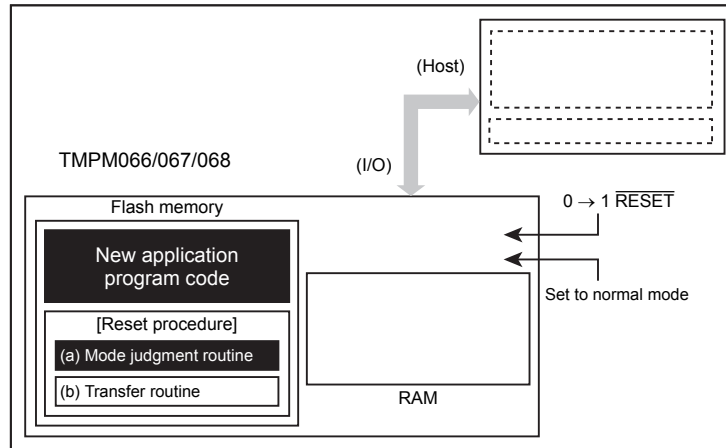 (Host)
TMPM066/067/068
(I/O)
Flash memory
0 → 1 RESET
New application
program code
Set to normal mode
[Reset procedure]
(a) Mode judgment routine
(b) Transfer routine
RAM